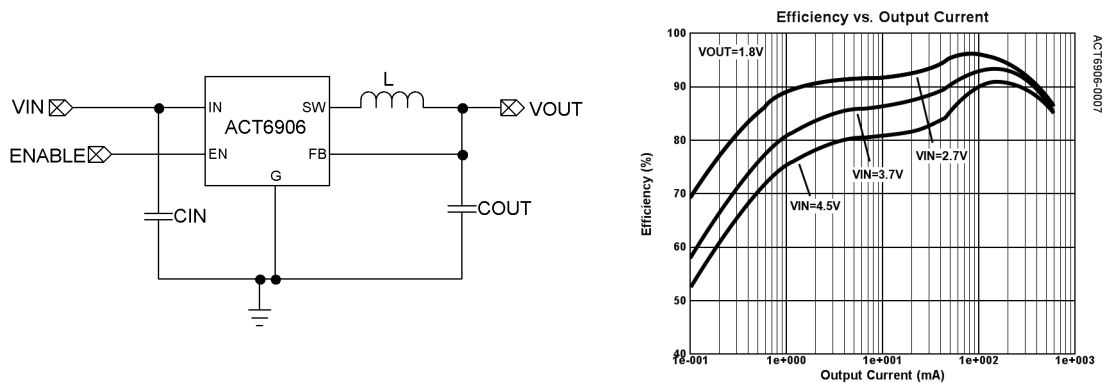 L
VIN
IN
SW
VOUT
ACT6906
ENABLE
EN
FB
G
CIN
COUT
Efficiency vs. Output Current
ACT6906-0007
Efficiency (%)
100
90
80
70
60
50
40
VOUT=1.8V
VIN=2.7V
VIN=3.7V
VIN=4.5V
1e-001
1e+000
1e+001
1e+002
1e+003
Output Current (mA)